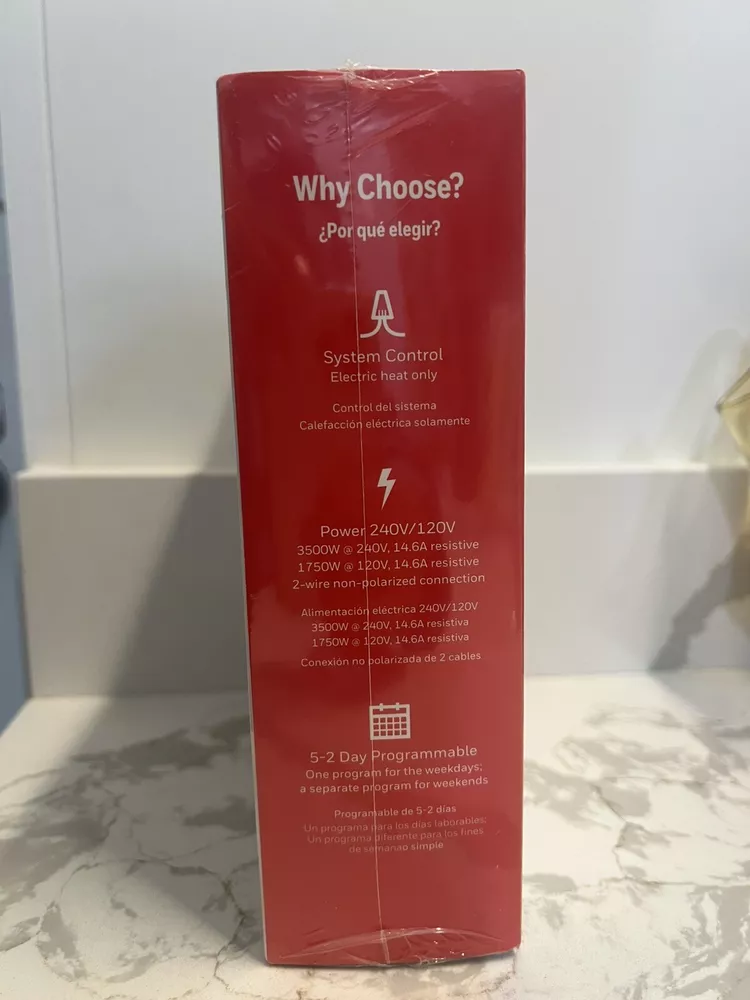 Why Choose?
¿Por qué elegir?
System Control
Electric heat only
Control del sistema
Calefacción eléctrica solamente
Power 240V/120V
3500W @ 240V, 14.6A resistive
1750W @ 120V, 14.6A resistive
2-wire non-polarized connection
Alimentación eléctrica 240V/120V
3500W @ 240V, 14.6A resistiva
1750W @ 120V, 14.6A resistiva
Conexión no polarizada de 2 cables
5-2 Day Programmable
One program for the weekdays;
a separate program for weekends
Programable de 5-2 días
Un programa para los días laborables;
Un programa diferente para los fines
de semanao simple